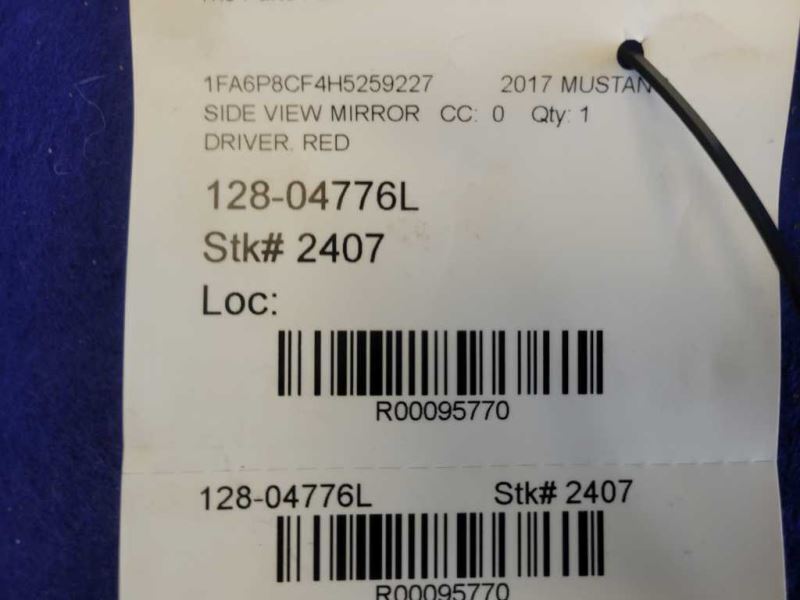 1FA6P8CF4H5259227 2017 MUSTAN
SIDE VIEW MIRROR CC: 0 Qty: 1
DRIVER. RED
128-04776L
Stk# 2407
Loc:
R00095770
128-04776L Stk# 2407
R00095770